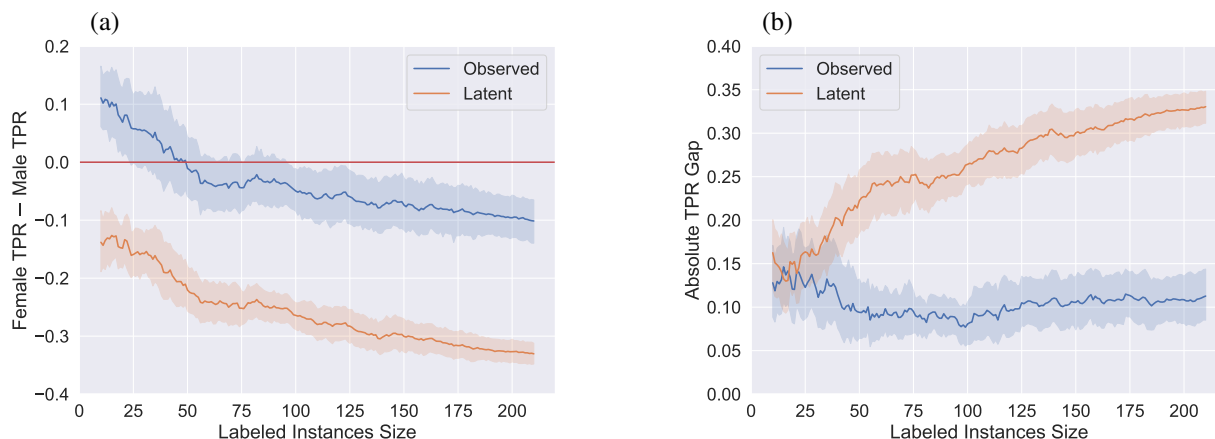 (a)
0.2
0.1
0.0
−0.1
−0.2
−0.3
−0.4
Female TPR − Male TPR
Observed
Latent
0 25 50 75 100 125 150 175 200
Labeled Instances Size
(b)
0.40
0.35
0.30
0.25
0.20
0.15
0.10
0.05
0.00
Absolute TPR Gap
Observed
Latent
0 25 50 75 100 125 150 175 200
Labeled Instances Size